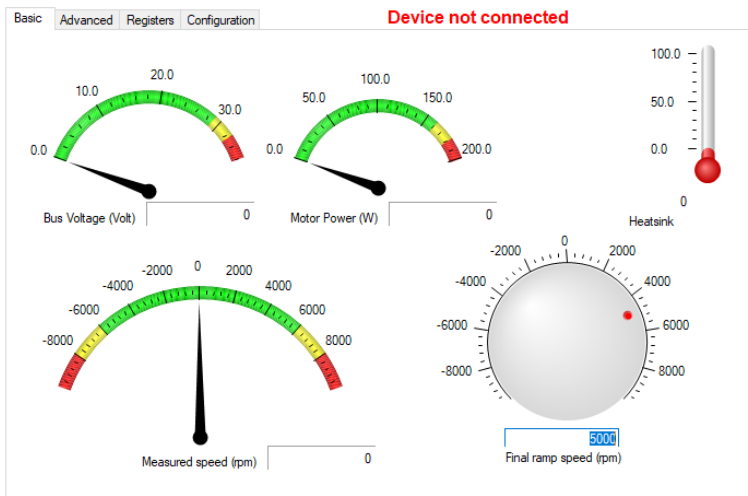 Basic Advanced Registers Configuration Device not connected
0.0 10.0 20.0 30.0
Bus Voltage (Volt) 0
0.0 50.0 100.0 150.0 200.0
Motor Power (W) 0
100.0
50.0
0.0
0
Heatsink
-8000 -6000 -4000 -2000 0 2000 4000 6000 8000
Measured speed (rpm) 0
-8000 -6000 -4000 -2000 0 2000 4000 6000 8000
5000
Final ramp speed (rpm)